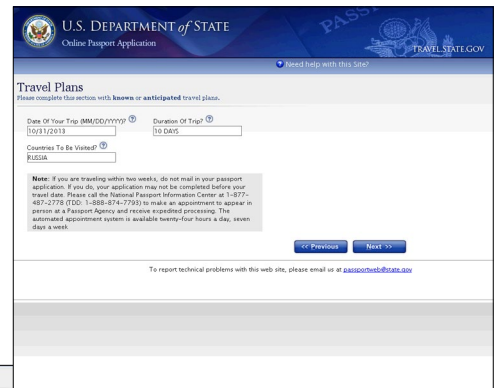 U.S. DEPARTMENT of STATE
Online Passport Application
PASS
TRAVEL.STATE.GOV
Need help with this Site?
Travel Plans
Please complete this section with known or anticipated travel plans.
Date Of Your Trip (MM/DD/YYYY)? Duration Of Trip?
10/31/2013 10 DAYS
Countries To Be Visited?
RUSSIA
Note: If you are traveling within two weeks, do not mail in your passport
application. If you do, your application may not be completed before your
travel date. Please call the National Passport Information Center at 1-877-
487-2778 (TDD: 1-888-874-7793) to make an appointment to appear in
person at a Passport Agency and receive expedited processing. The
automated appointment system is available twenty-four hours a day, seven
days a week
<< Previous Next >>
To report technical problems with this web site, please email us at passportweb@state.gov